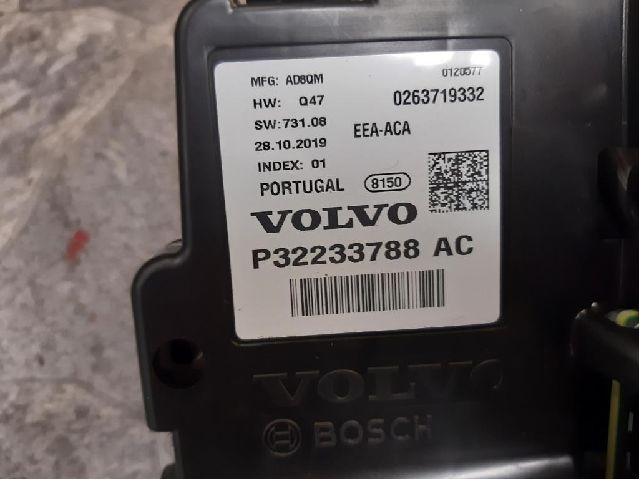 MFG: AD8QM 0120577
HW: Q47 0263719332
SW:731.08 EEA-ACA
28.10.2019
INDEX: 01
PORTUGAL 8150
VOLVO
P32233788 AC
VOLVO
BOSCH